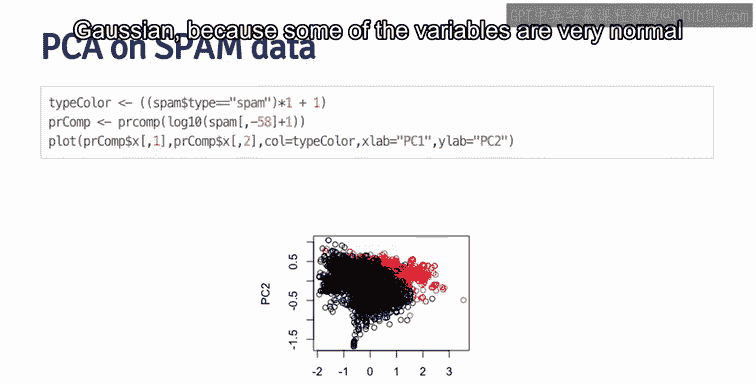 Gaussian, because some of the variables are very normal
PCA on SPAM data
typeColor <- ((spam$type=="spam")*1 + 1)
prComp <- prcomp(log10(spam[,-58]+1))
plot(prComp$x[,1],prComp$x[,2],col=typeColor,xlab="PC1",ylab="PC2")
PC2
0.5
-0.5
-1.5
-2 -1 0 1 2 3